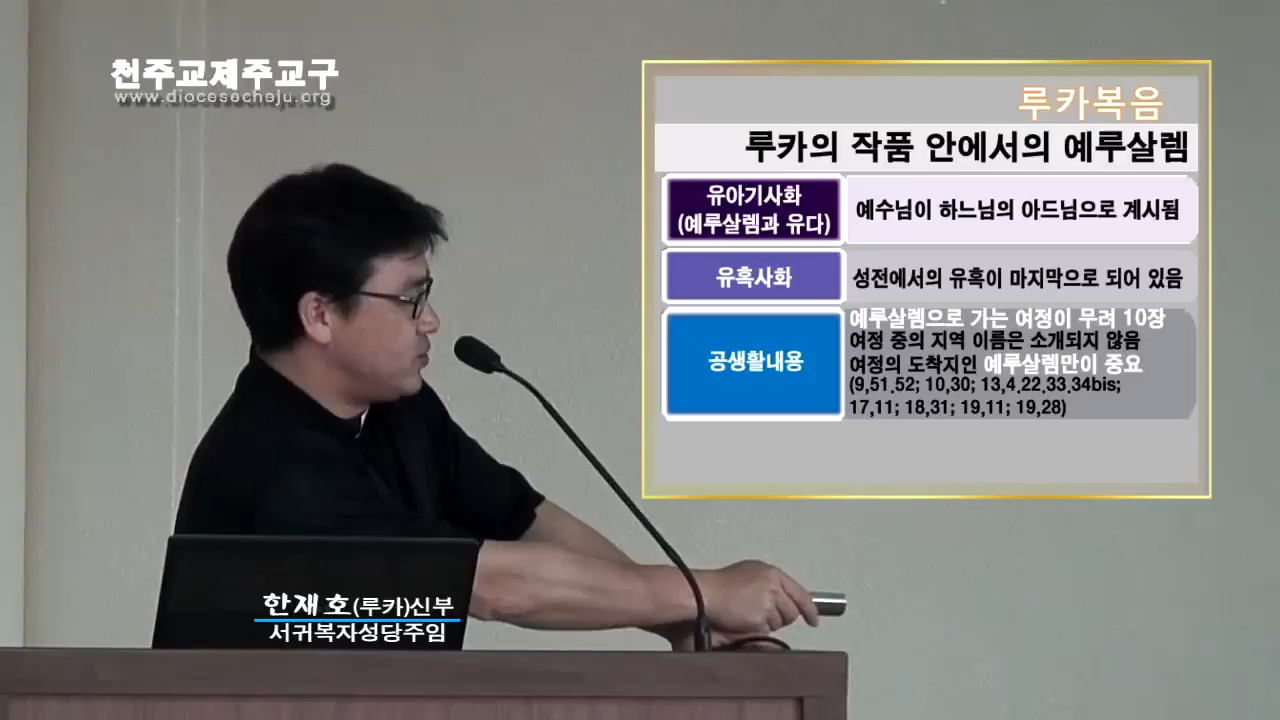 천주교제주교구
www.diocesecheju.org
루카복음
루카의 작품 안에서의 예루살렘
유아기사화
(예루살렘과 유다)
예수님이 하느님의 아드님으로 계시됨
유혹사화
성전에서의 유혹이 마지막으로 되어 있음
공생활내용
예루살렘으로 가는 여정이 무려 10장
여정 중의 지역 이름은 소개되지 않음
여정의 도착지인 예루살렘만이 중요
(9,51.52; 10,30; 13,4.22.33.34bis;
17,11; 18,31; 19,11; 19,28)
한재호(루카)신부
서귀복자성당주임